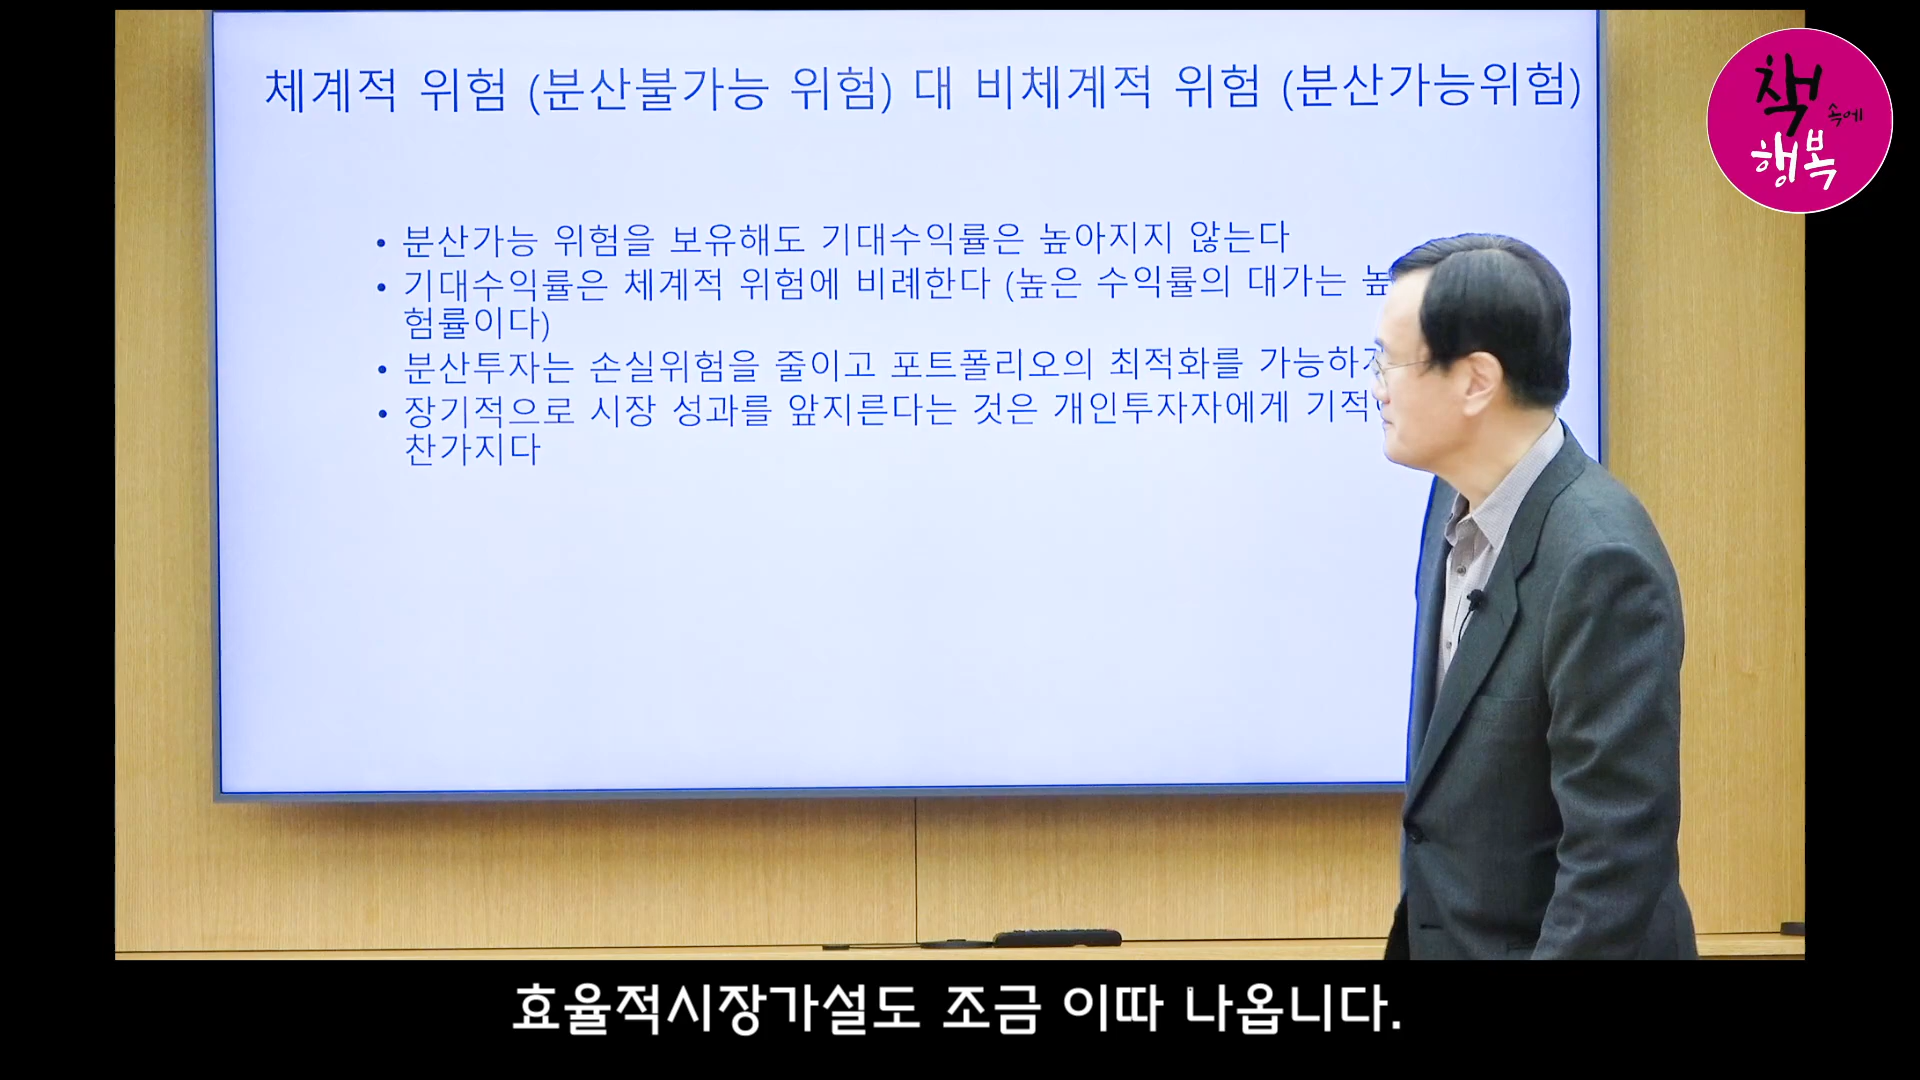 체계적 위험 (분산불가능 위험) 대 비체계적 위험 (분산가능위험)
• 분산가능 위험을 보유해도 기대수익률은 높아지지 않는다
• 기대수익률은 체계적 위험에 비례한다 (높은 수익률의 대가는
험률이다)
• 분산투자는 손실위험을 줄이고 포트폴리오의 최적화를
• 장기적으로 시장 성과를 앞지른다는 것은 개인투자자에게
찬가지다
책
속에
행복
효율적시장가설도 조금 이따 나옵니다.